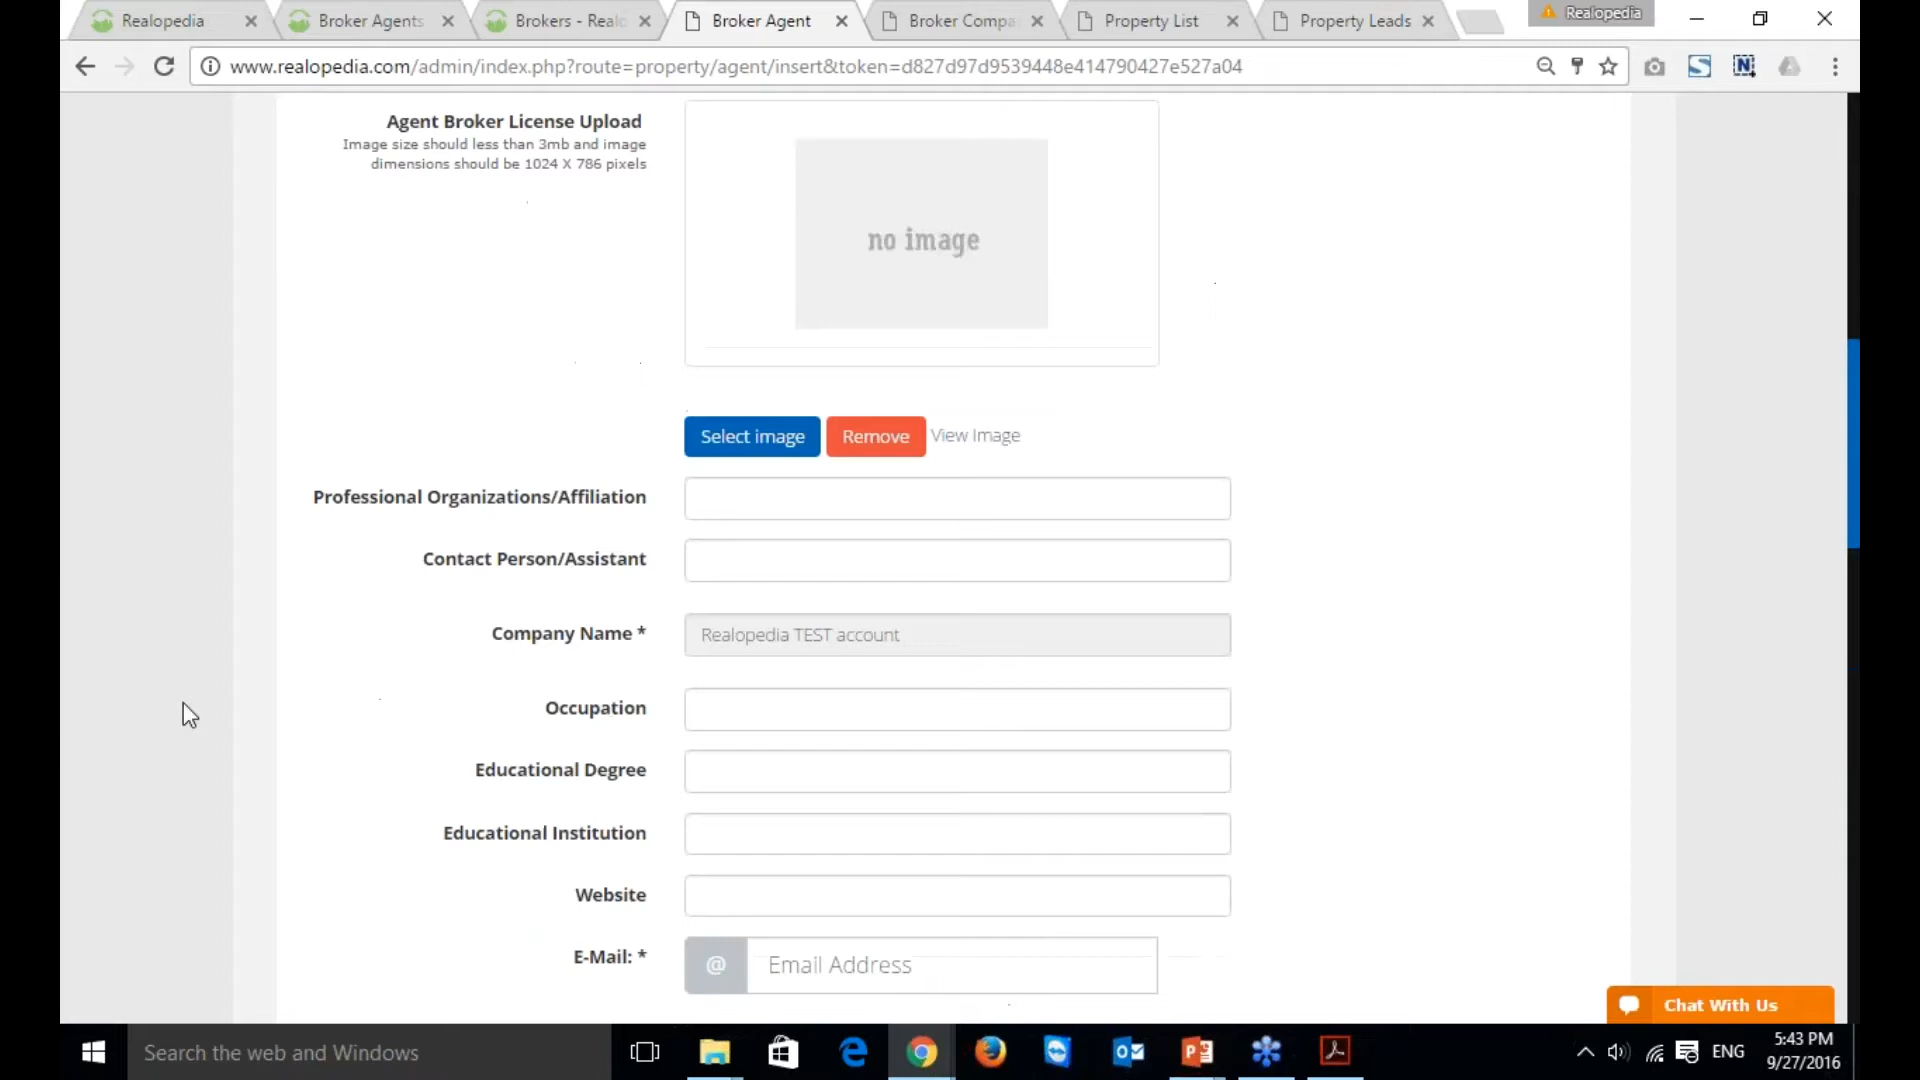 Realopedia
Broker Agents
Brokers - Realo
Broker Agent
Broker Compa
Property List
Property Leads
Realopedia
www.realopedia.com/admin/index.php?route=property/agent/insert&token=d827d97d9539448e414790427e527a04
Agent Broker License Upload
Image size should less than 3mb and image
dimensions should be 1024 X 786 pixels
no image
Select image
Remove
View Image
Professional Organizations/Affiliation
Contact Person/Assistant
Company Name *
Realopedia TEST account
Occupation
Educational Degree
Educational Institution
Website
E-Mail: *
@
Email Address
Chat With Us
Search the web and Windows
ENG
5:43 PM
9/27/2016